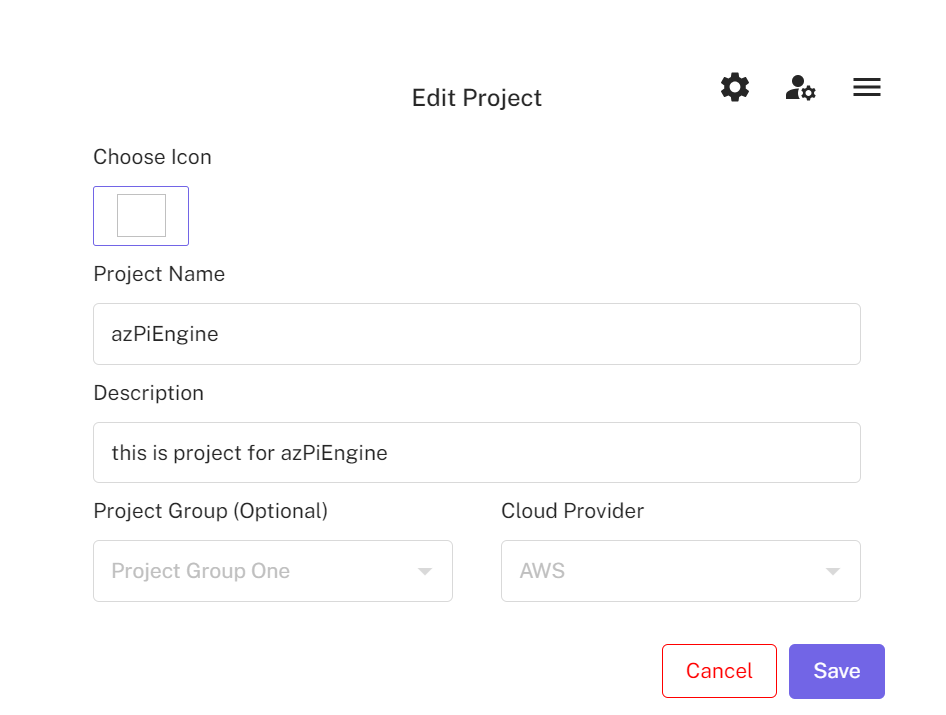 Edit Project
Choose Icon
Project Name
azPiEngine
Description
this is project for azPiEngine
Project Group (Optional)
Cloud Provider
Project Group One
AWS
Cancel
Save